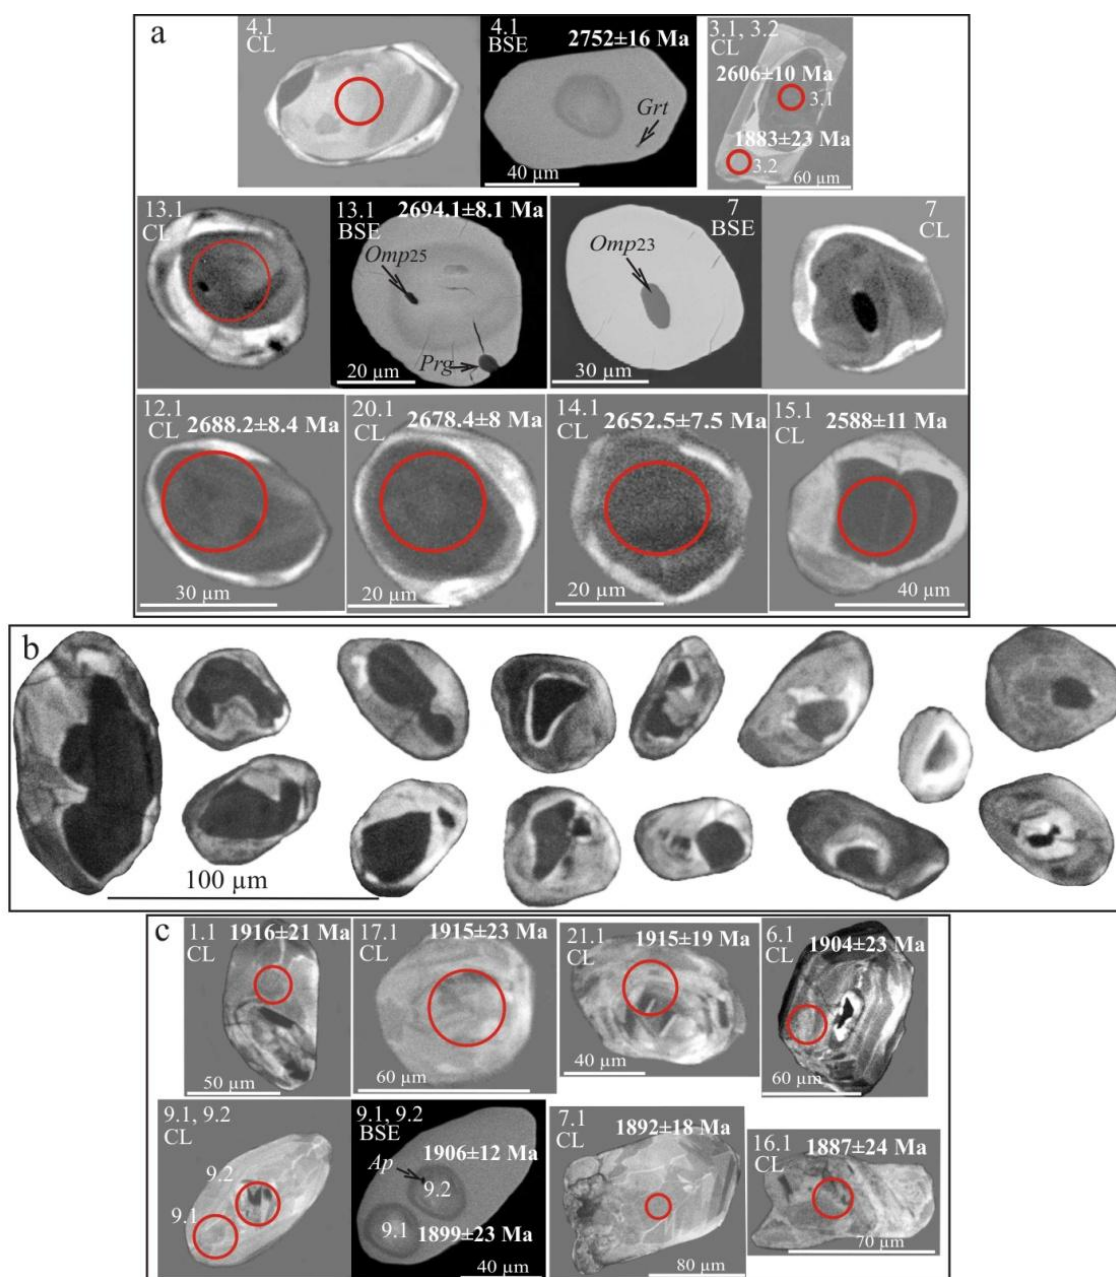 a
4.1
CL
4.1
BSE
2752±16 Ma
Grt
40 µm
3.1, 3.2
CL
2606±10 Ma
3.1
1883±23 Ma
3.2
60 µm
13.1
CL
13.1
BSE
2694.1±8.1 Ma
Omp25
Prg
20 µm
7
BSE
Omp23
30 µm
7
CL
12.1
CL
2688.2±8.4 Ma
30 µm
20.1
CL
2678.4±8 Ma
20 µm
14.1
CL
2652.5±7.5 Ma
20 µm
15.1
CL
2588±11 Ma
40 µm
b
100 µm
c
1.1
CL
1916±21 Ma
50 µm
17.1
CL
1915±23 Ma
60 µm
21.1
CL
1915±19 Ma
40 µm
6.1
CL
1904±23 Ma
60 µm
9.1, 9.2
CL
9.2
9.1
9.1, 9.2
BSE
1906±12 Ma
Ap
9.2
9.1
1899±23 Ma
40 µm
7.1
CL
1892±18 Ma
80 µm
16.1
CL
1887±24 Ma
70 µm